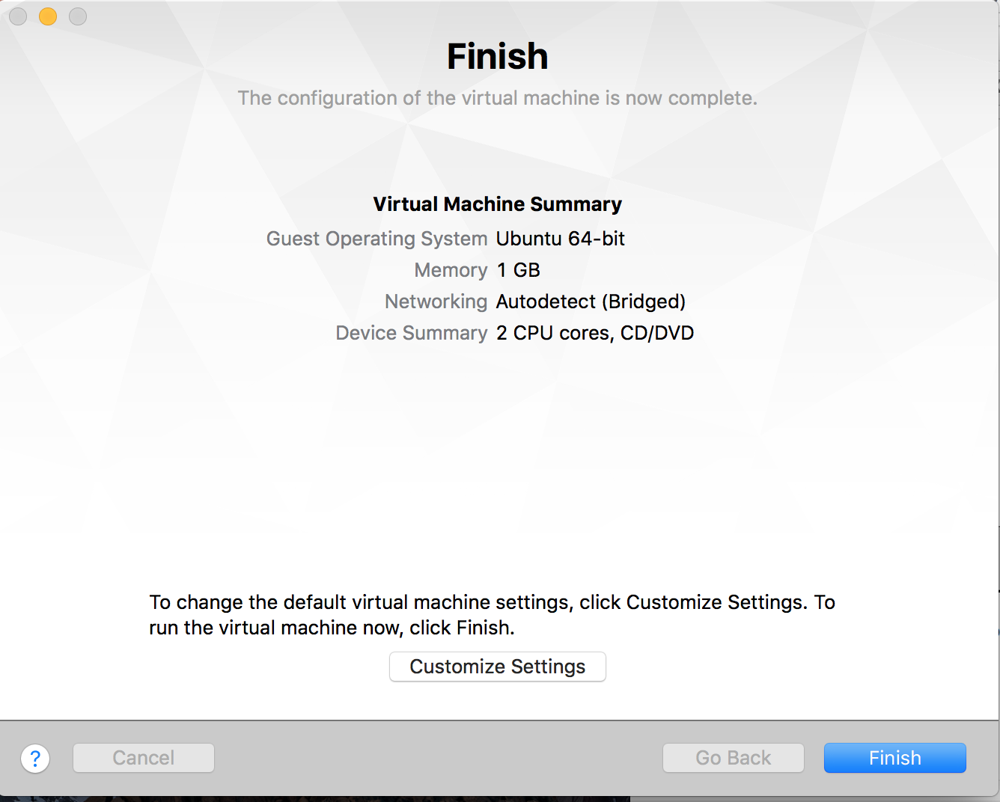 Finish
The configuration of the virtual machine is now complete.
Virtual Machine Summary
Guest Operating System Ubuntu 64-bit
Memory 1 GB
Networking Autodetect (Bridged)
Device Summary 2 CPU cores, CD/DVD
To change the default virtual machine settings, click Customize Settings. To
run the virtual machine now, click Finish.
Customize Settings
? Cancel Go Back Finish